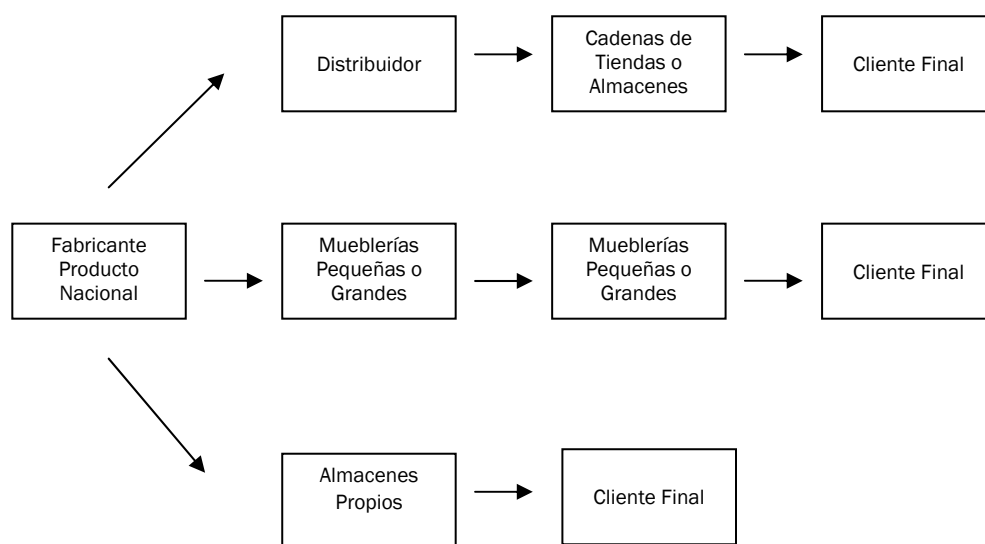 Distribuidor
Cadenas de
Tiendas o
Almacenes
Cliente Final
Fabricante
Producto
Nacional
Mueblerías
Pequeñas o
Grandes
Mueblerías
Pequeñas o
Grandes
Cliente Final
Almacenes
Propios
Cliente Final